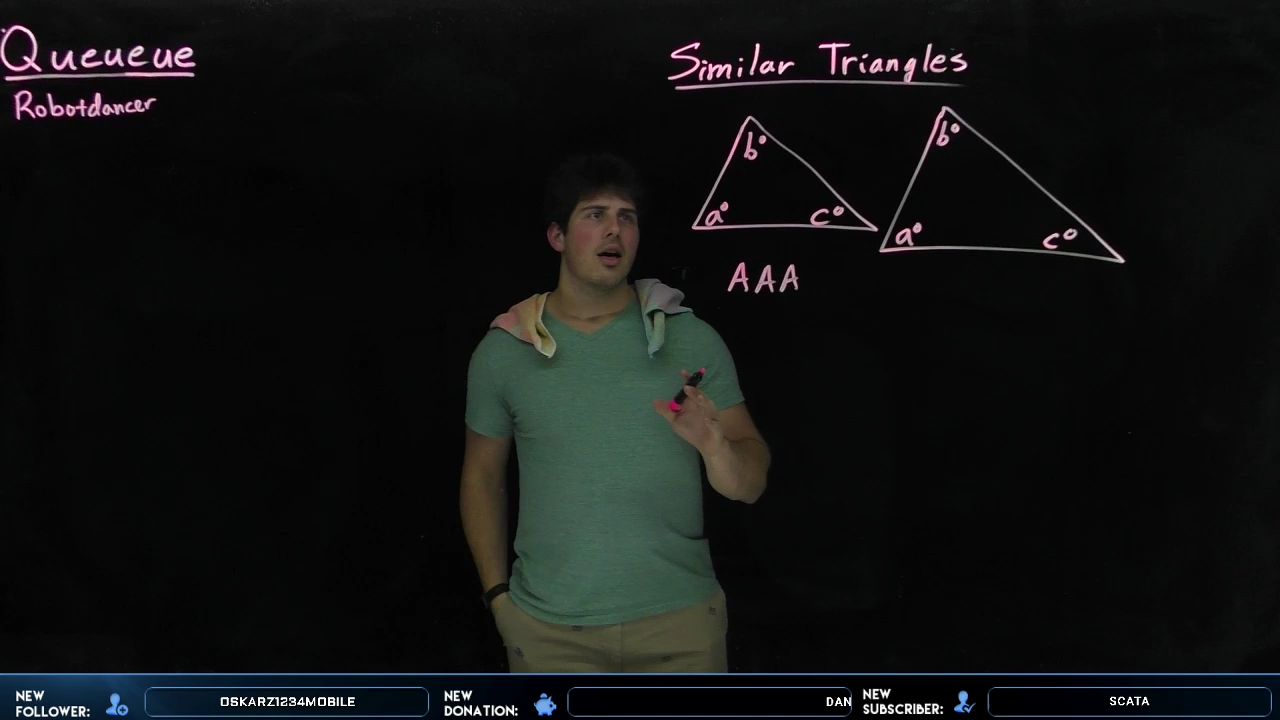 Queueue
Robotdancer
Similar Triangles
b°
a° c°
b°
a° c°
AAA
NEW FOLLOWER:
OSKARZ1234MOBILE
NEW DONATION:
DAN
NEW SUBSCRIBER:
SCATA